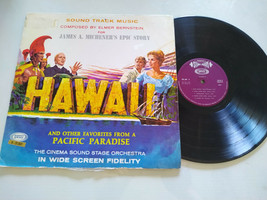 SOUND TRACK MUSIC
COMPOSED BY ELMER BERNSTEIN
FOR
JAMES A. MICHENER'S EPIC STORY
HAWAII
AND OTHER FAVORITES FROM A
PACIFIC PARADISE
THE CINEMA SOUND STAGE ORCHESTRA
IN WIDE SCREEN FIDELITY